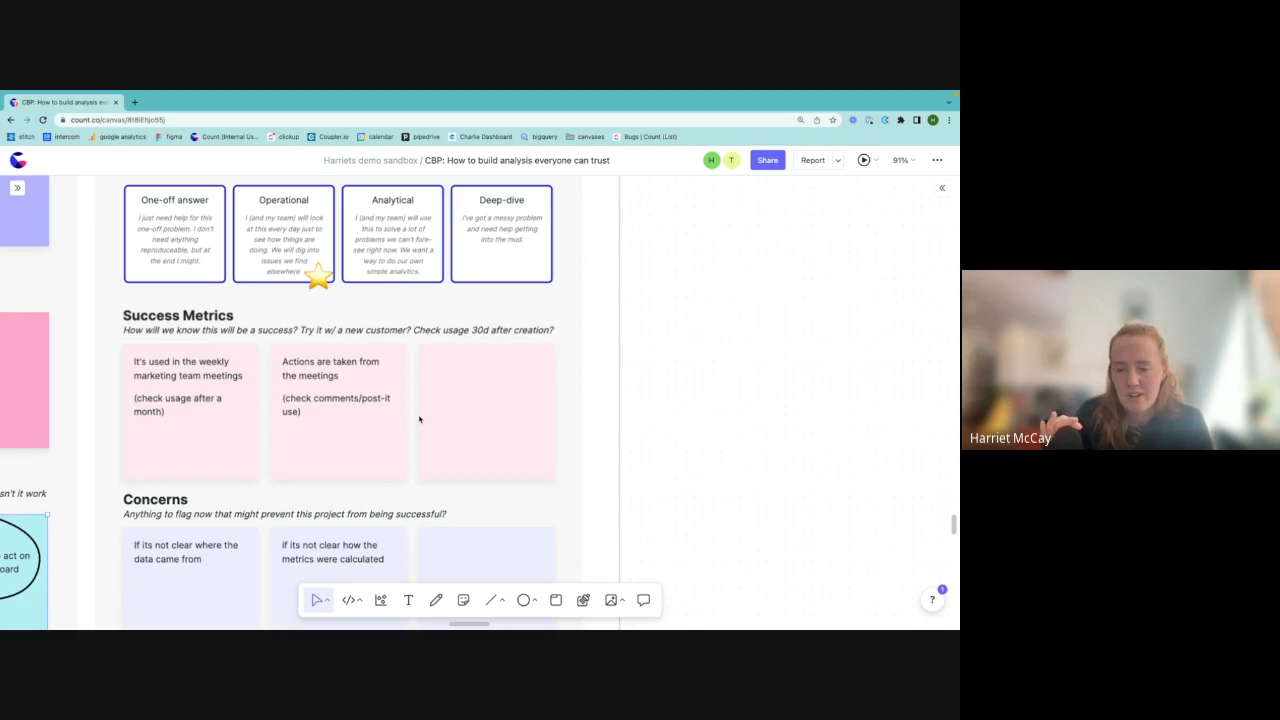 CBP: How to build analysis eve
count.co/canvas/8t8iEhjo55j
stitch intercom google analytics figma Count (Internal Us... clickup Coupler.io calendar pipedrive Charlie Dashboard bigquery canvases Bugs | Count (List)
Harriets demo sandbox / CBP: How to build analysis everyone can trust
H T Share Report 91%
One-off answer
I just need help for this
one-off problem. I don't
need anything
reproduceable, but at
the end I might.
Operational
I (and my team) will look
at this every day just to
see how things are
doing. We will dig into
issues we find
elsewhere.
Analytical
I (and my team) will use
this to solve a lot of
problems we can't fore-
see right now. We want a
way to do our own
simple analytics.
Deep-dive
I've got a messy problem
and need help getting
into the mud.
Success Metrics
How will we know this will be a success? Try it w/ a new customer? Check usage 30d after creation?
It's used in the weekly
marketing team meetings
(check usage after a
month)
Actions are taken from
the meetings
(check comments/post-it
use)
Concerns
Anything to flag now that might prevent this project from being successful?
If its not clear where the
data came from
if its not clear how the
metrics were calculated
sn't it work
act on
oard
T
?
1
Harriet McCay